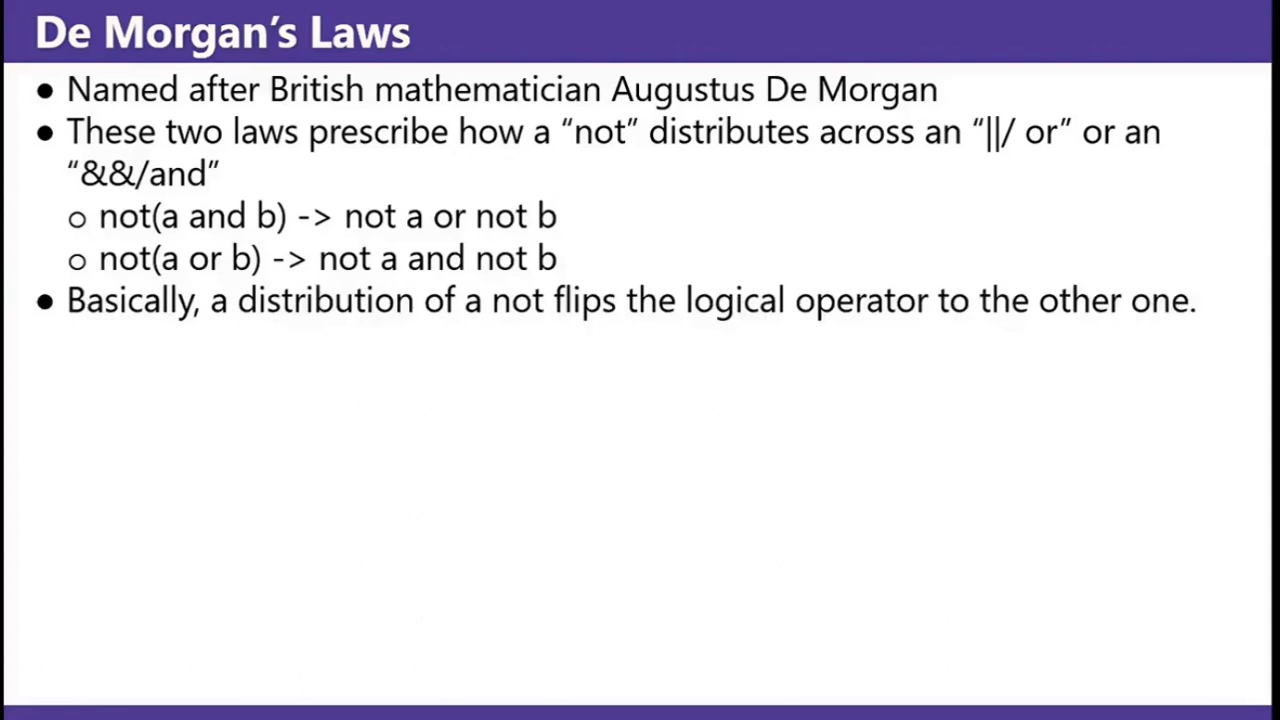 De Morgan’s Laws
● Named after British mathematician Augustus De Morgan
● These two laws prescribe how a “not” distributes across an “||/ or” or an
“&&/and”
○ not(a and b) -> not a or not b
○ not(a or b) -> not a and not b
● Basically, a distribution of a not flips the logical operator to the other one.